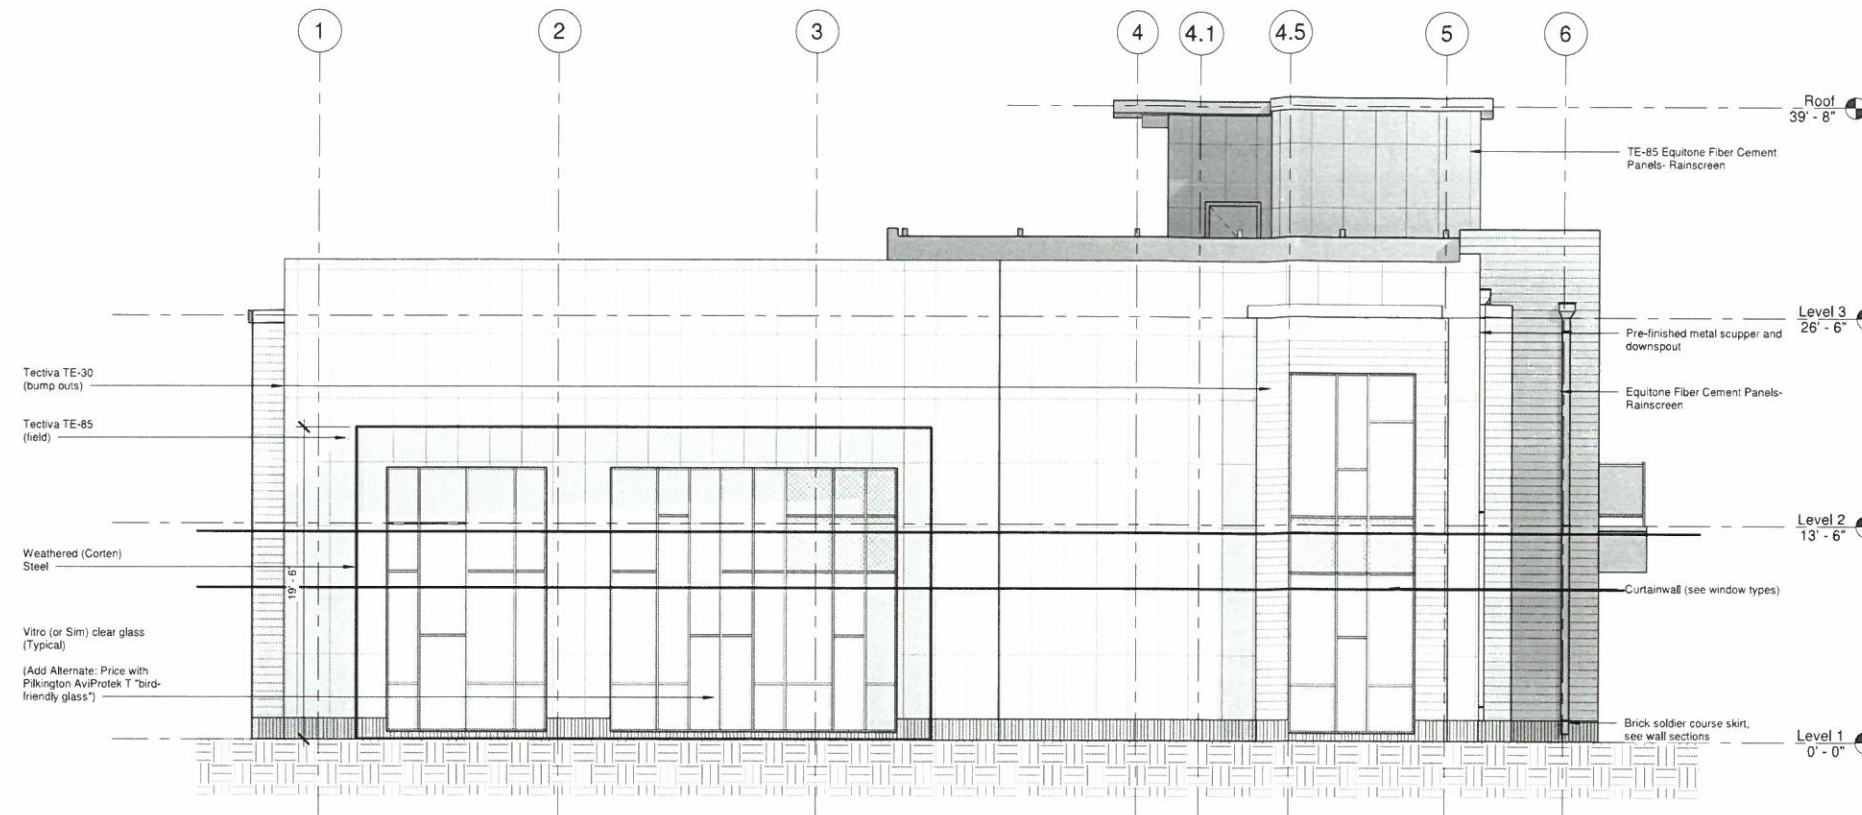 1
2
3
4
4.1
4.5
5
6
Roof
39' - 8"
TE-85 Equitone Fiber Cement
Panels- Rainscreen
Level 3
26' - 6"
Pre-finished metal scupper and
downspout
Tectiva TE-30
(bump outs)
Equitone Fiber Cement Panels-
Rainscreen
Tectiva TE-85
(field)
Level 2
13' - 6"
Weathered (Corten)
Steel
19' - 6"
Curtainwall (see window types)
Vitro (or Sim) clear glass
(Typical)
(Add Alternate: Price with
Pilkington AviProtek T "bird-
friendly glass")
Brick soldier course skirt,
see wall sections
Level 1
0' - 0"